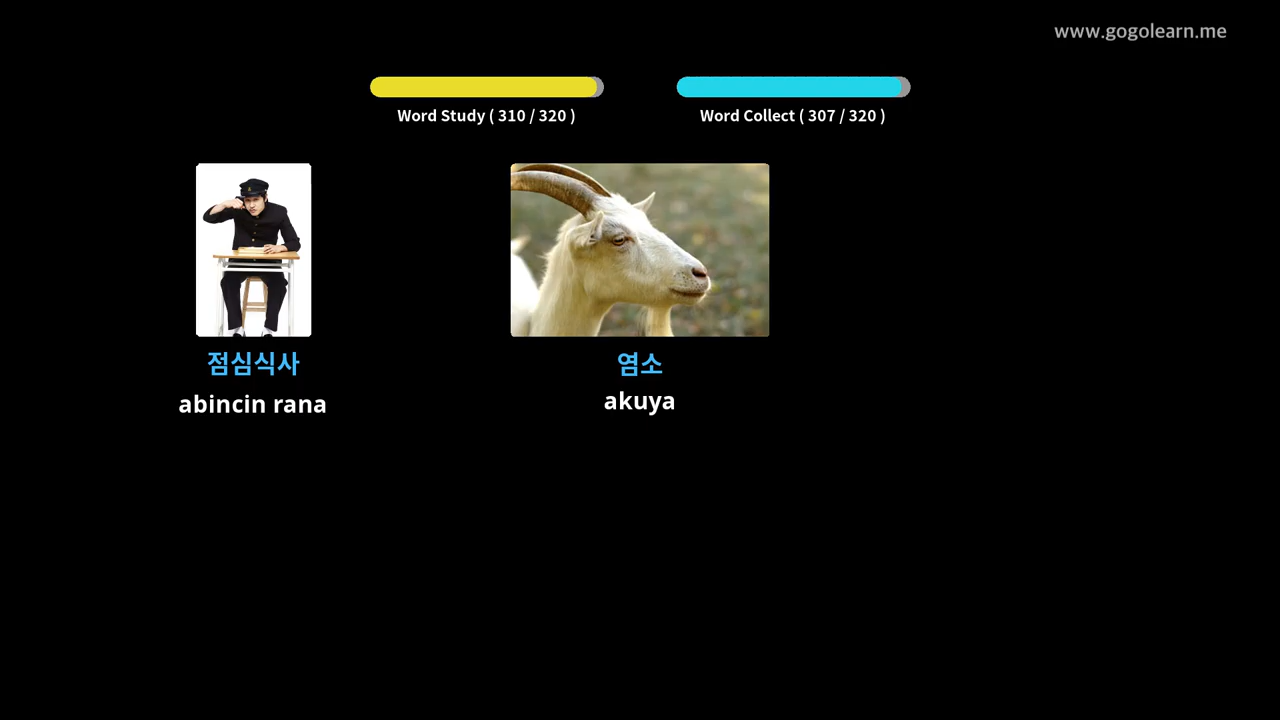 www.gogolearn.me
Word Study ( 310 / 320 )
Word Collect ( 307 / 320 )
점심식사
abincin rana
염소
akuya